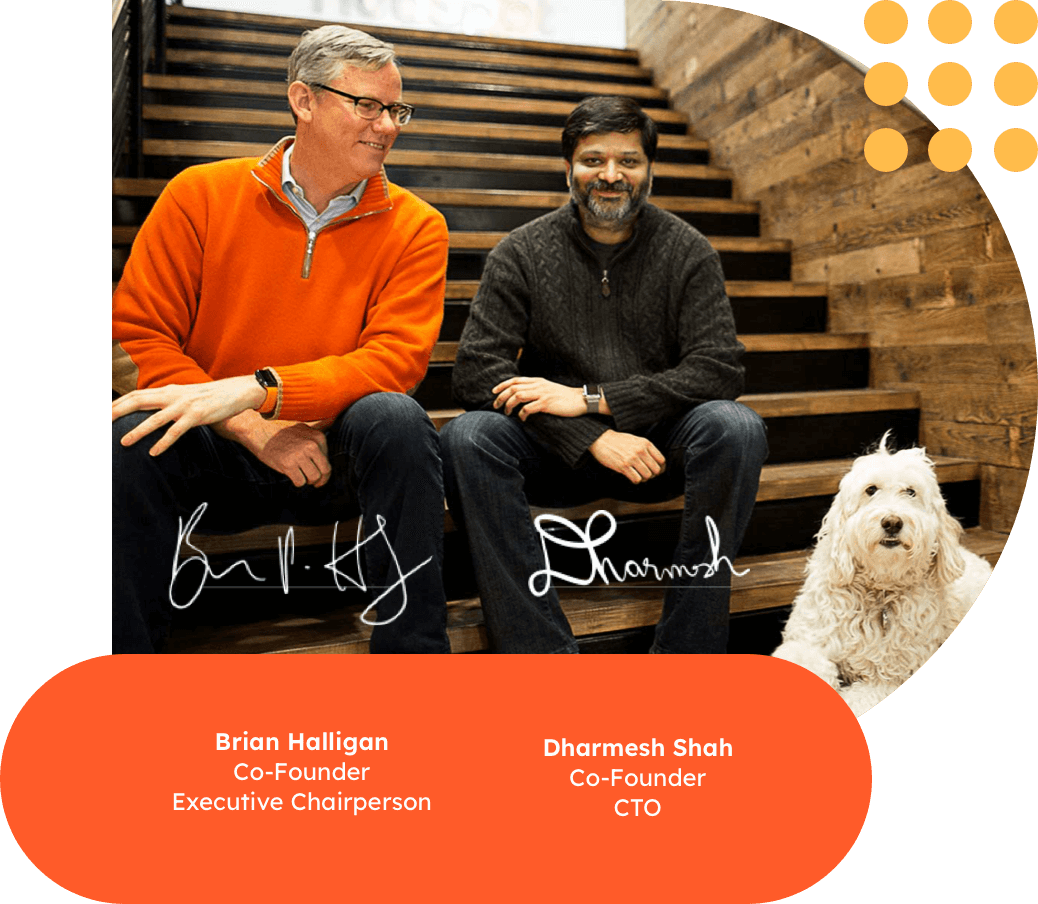 Dharmesh
Brian Halligan
Co-Founder
Executive Chairperson
Dharmesh Shah
Co-Founder
CTO